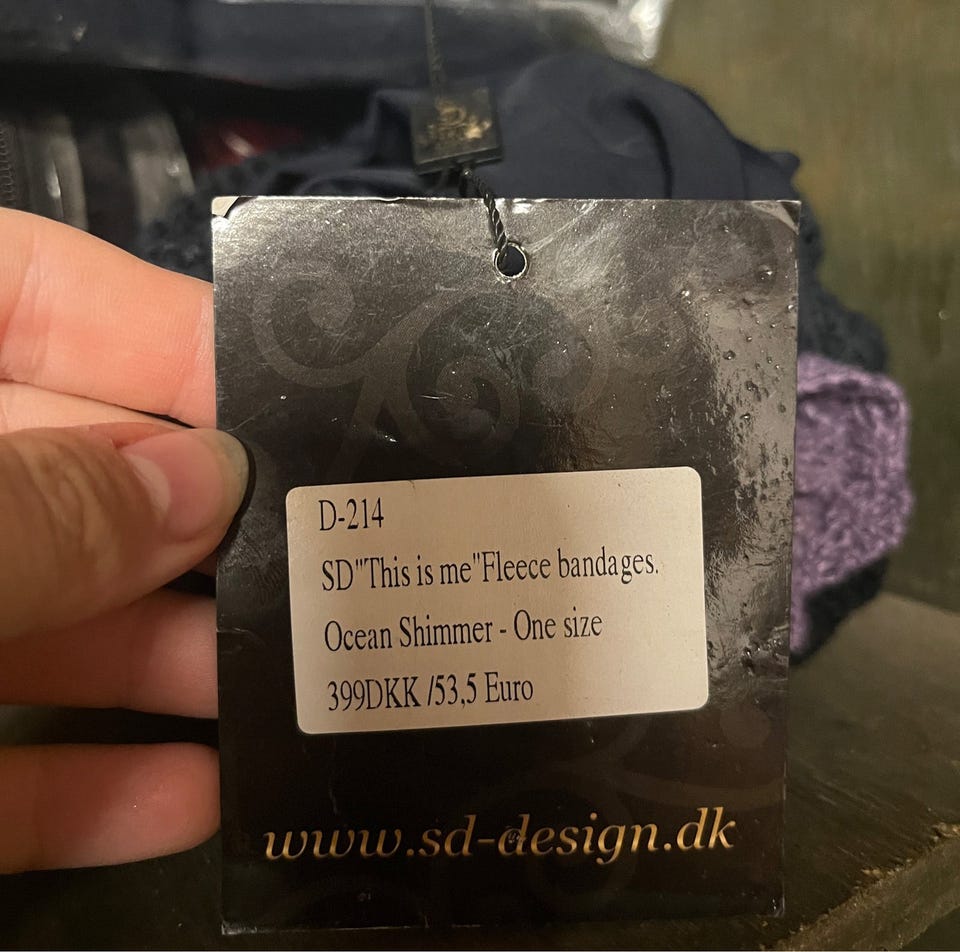 D-214
SD"This is me"Fleece bandages.
Ocean Shimmer - One size
399DKK /53,5 Euro
www.sd-design.dk